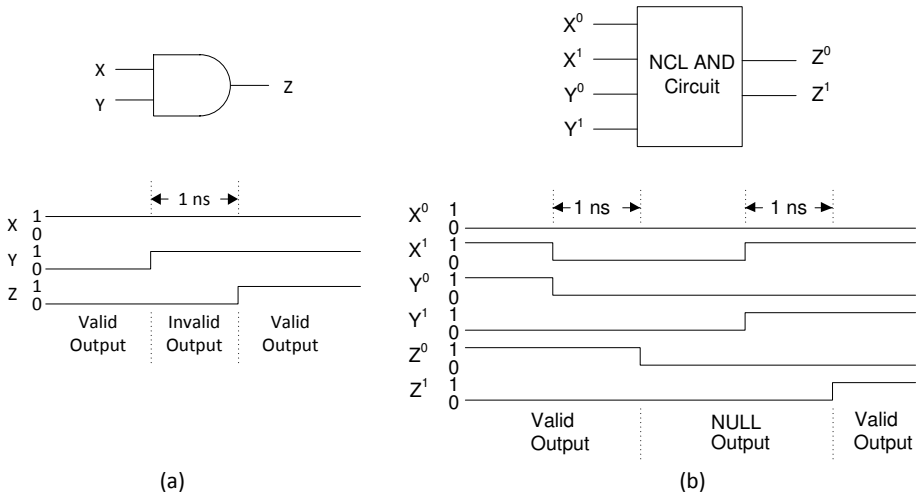 X
Y
Z
1 ns
X 1
0
Y 1
0
Z 1
0
Valid
Output
Invalid
Output
Valid
Output
(a)
X⁰
X¹
Y⁰
Y¹
NCL AND
Circuit
Z⁰
Z¹
1 ns
1 ns
X⁰ 1
0
X¹ 1
0
Y⁰ 1
0
Y¹ 1
0
Z⁰ 1
0
Z¹ 1
0
Valid
Output
NULL
Output
Valid
Output
(b)